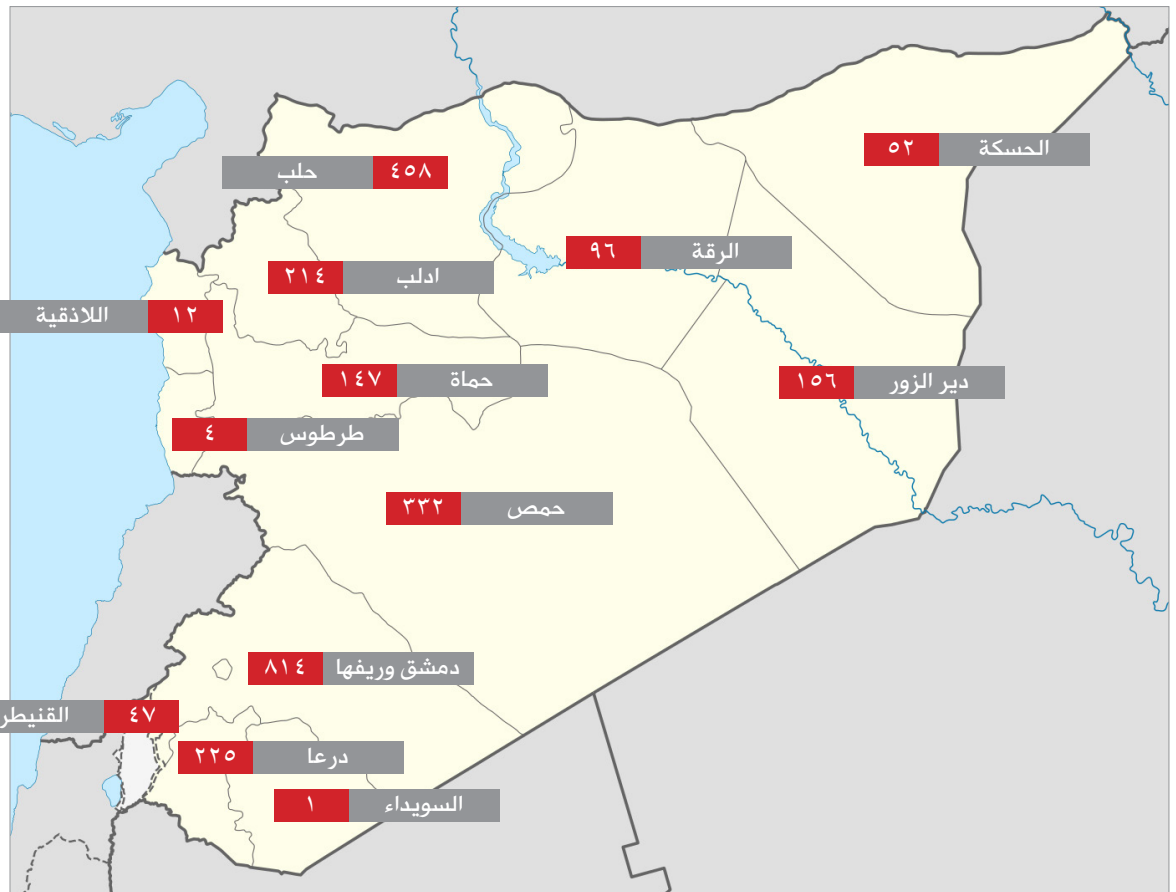 الحسكة ٥٢
حلب ٤٥٨
الرقة ٩٦
ادلب ٢١٤
اللاذقية ١٢
حماة ١٤٧
دير الزور ١٥٦
طرطوس ٤
حمص ٣٣٢
دمشق وريفها ٨١٤
القنيطر ٤٧
درعا ٢٢٥
السويداء ١